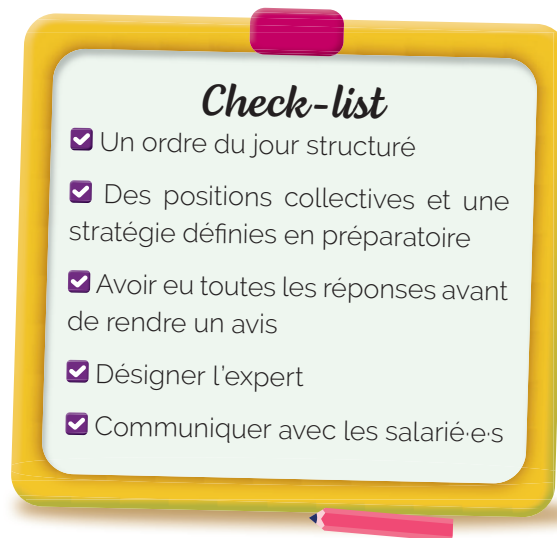 Check-list
Un ordre du jour structuré
Des positions collectives et une
stratégie définies en préparatoire
Avoir eu toutes les réponses avant
de rendre un avis
Désigner l'expert
Communiquer avec les salarié·e·s